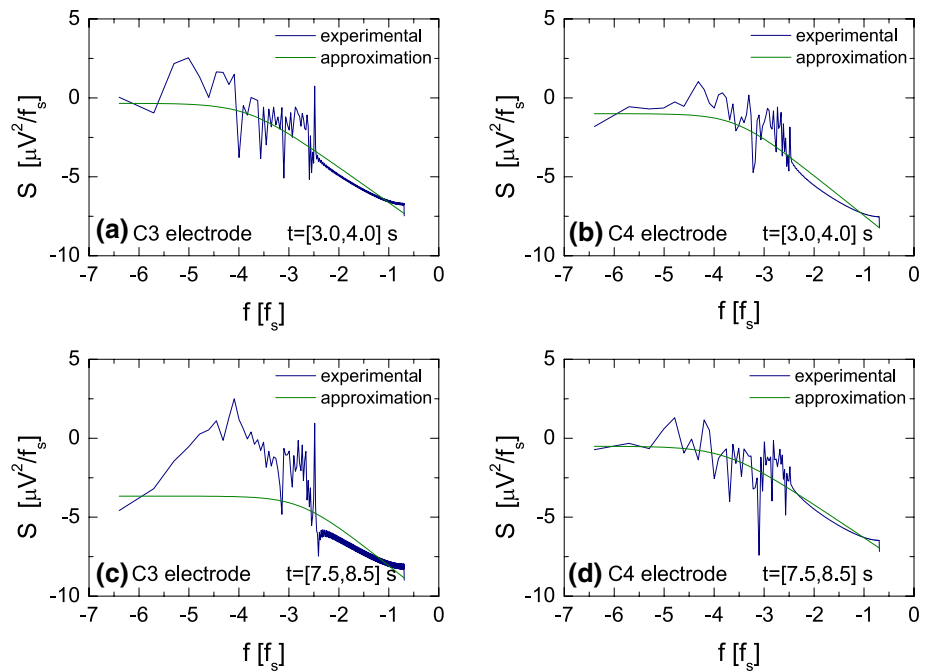 5
0
-5
-10
S [μV²/fₛ]
experimental
approximation
(a) C3 electrode t=[3.0,4.0] s
-7 -6 -5 -4 -3 -2 -1 0
f [fₛ]
5
0
-5
-10
S [μV²/fₛ]
experimental
approximation
(b) C4 electrode t=[3.0,4.0] s
-7 -6 -5 -4 -3 -2 -1 0
f [fₛ]
5
0
-5
-10
S [μV²/fₛ]
experimental
approximation
(c) C3 electrode t=[7.5,8.5] s
-7 -6 -5 -4 -3 -2 -1 0
f [fₛ]
5
0
-5
-10
S [μV²/fₛ]
experimental
approximation
(d) C4 electrode t=[7.5,8.5] s
-7 -6 -5 -4 -3 -2 -1 0
f [fₛ]